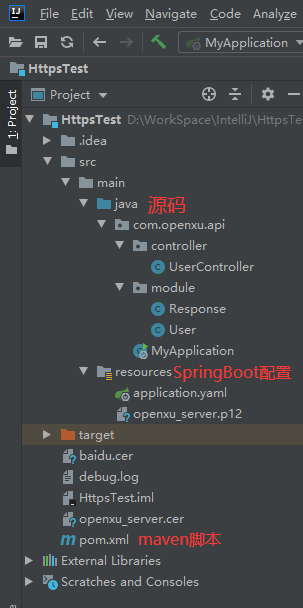 IJ File Edit View Navigate Code Analyze
MyApplication
HttpsTest
1: Project
Project
HttpsTest D:\WorkSpace\IntelliJ\HttpsTe
.idea
src
main
java 源码
com.openxu.api
controller
C UserController
module
C Response
C User
MyApplication
resources SpringBoot配置
application.yaml
openxu_server.p12
target
baidu.cer
debug.log
HttpsTest.iml
openxu_server.cer
m pom.xml maven脚本
External Libraries
Scratches and Consoles